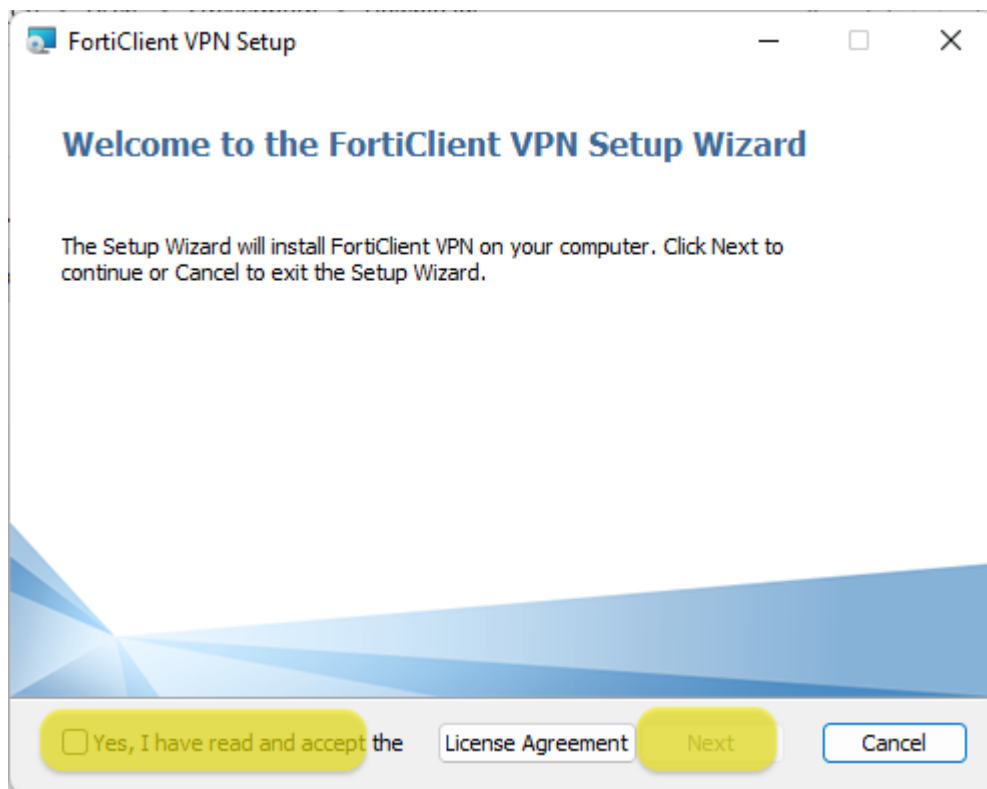 FortiClient VPN Setup
Welcome to the FortiClient VPN Setup Wizard
The Setup Wizard will install FortiClient VPN on your computer. Click Next to
continue or Cancel to exit the Setup Wizard.
Yes, I have read and accept the License Agreement Next Cancel